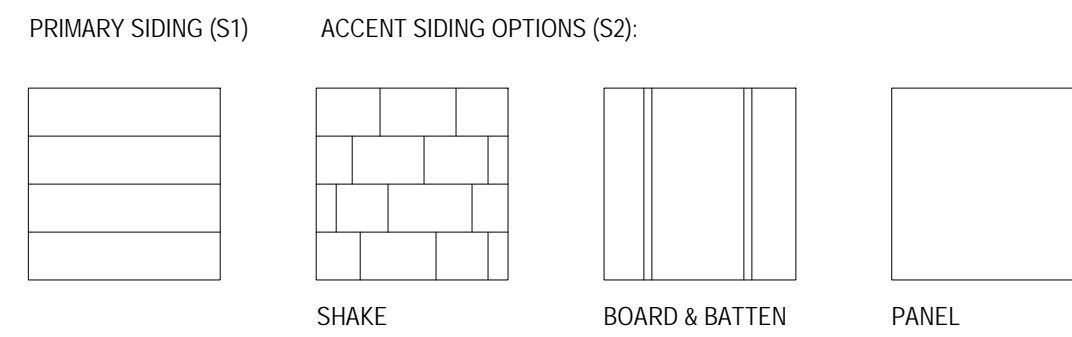 PRIMARY SIDING (S1)
ACCENT SIDING OPTIONS (S2):
SHAKE
BOARD & BATTEN
PANEL